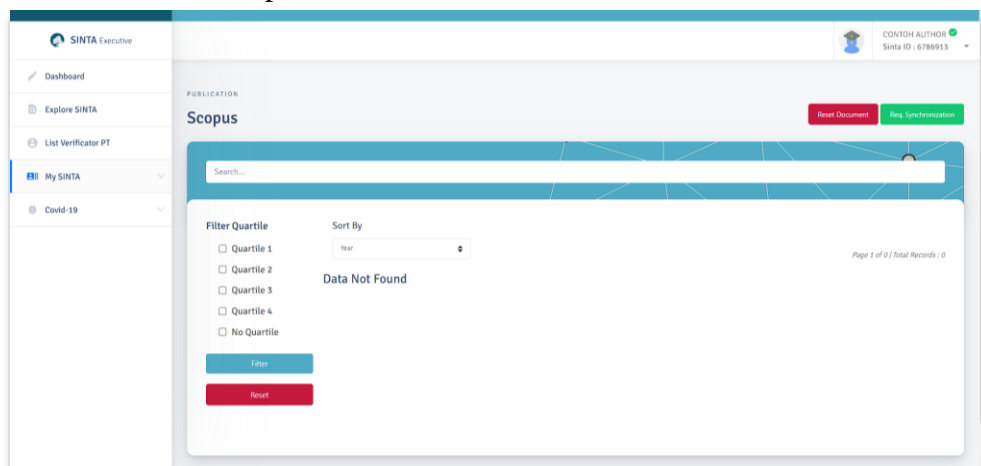 SINTA Executive
CONTOH AUTHOR
Sinta ID : 6786913
Dashboard
Explore SINTA
List Verificator PT
My SINTA
Covid-19
PUBLICATION
Scopus
Reset Document
Req. Synchronization
Search...
Filter Quartile
Quartile 1
Quartile 2
Quartile 3
Quartile 4
No Quartile
Filter
Reset
Sort By
Year
Page 1 of 0 | Total Records : 0
Data Not Found